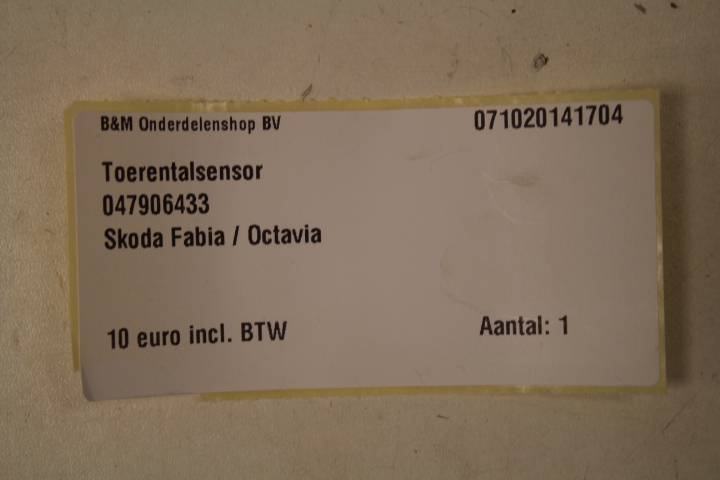 B&M Onderdelenshop BV 071020141704
Toerentalsensor
047906433
Skoda Fabia / Octavia
10 euro incl. BTW Aantal: 1